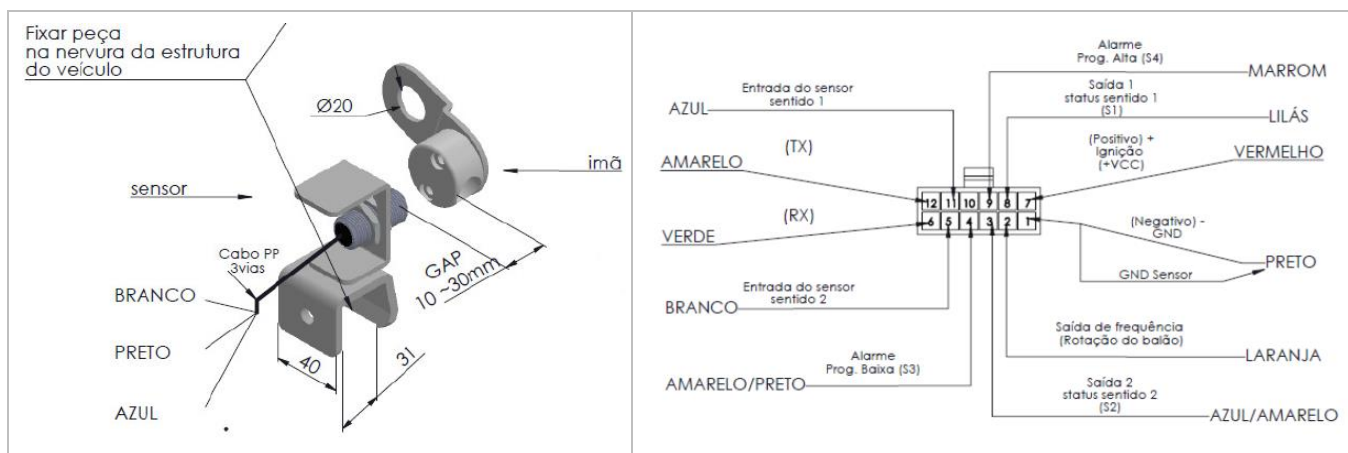 Fixar peça
na nervura da estrutura
do veículo
Ø20
sensor
imã
Cabo PP
3vias
GAP
10 ~30mm
BRANCO
PRETO
AZUL
40
31
Alarme
Prog. Alta (S4)
MARROM
Entrada do sensor
sentido 1
AZUL
Saída 1
status sentido 1
(S1)
LILÁS
(TX)
AMARELO
(Positivo) +
Ignição
(+VCC)
VERMELHO
12 11 10 9 8 7
6 5 4 3 2 1
(RX)
VERDE
(Negativo) -
GND
PRETO
GND Sensor
Entrada do sensor
sentido 2
BRANCO
Saída de frequência
(Rotação do balão)
LARANJA
Alarme
Prog. Baixa (S3)
AMARELO/PRETO
Saída 2
status sentido 2
(S2)
AZUL/AMARELO